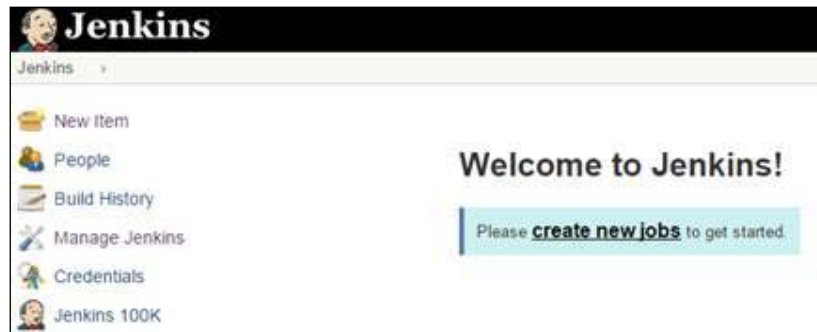 Jenkins
Jenkins ›
New Item
People
Build History
Manage Jenkins
Credentials
Jenkins 100K
Welcome to Jenkins!
Please create new jobs to get started.